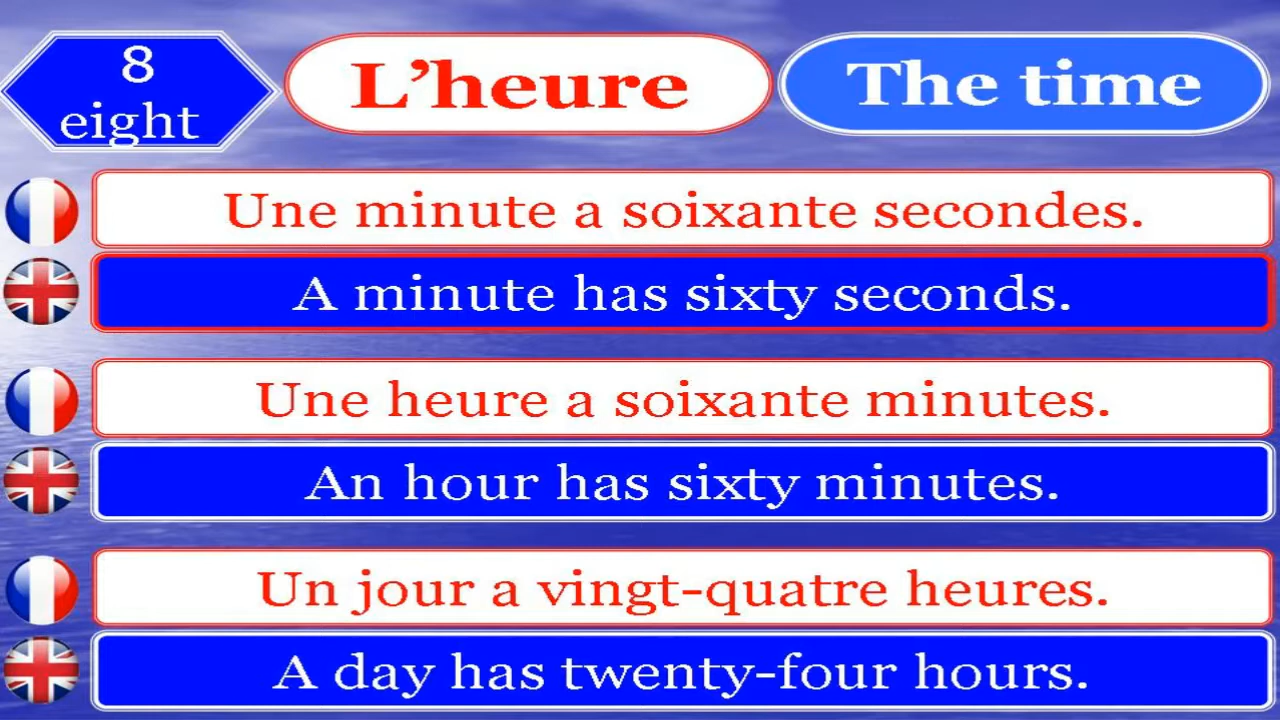 8
eight
L’heure
The time
Une minute a soixante secondes.
A minute has sixty seconds.
Une heure a soixante minutes.
An hour has sixty minutes.
Un jour a vingt-quatre heures.
A day has twenty-four hours.